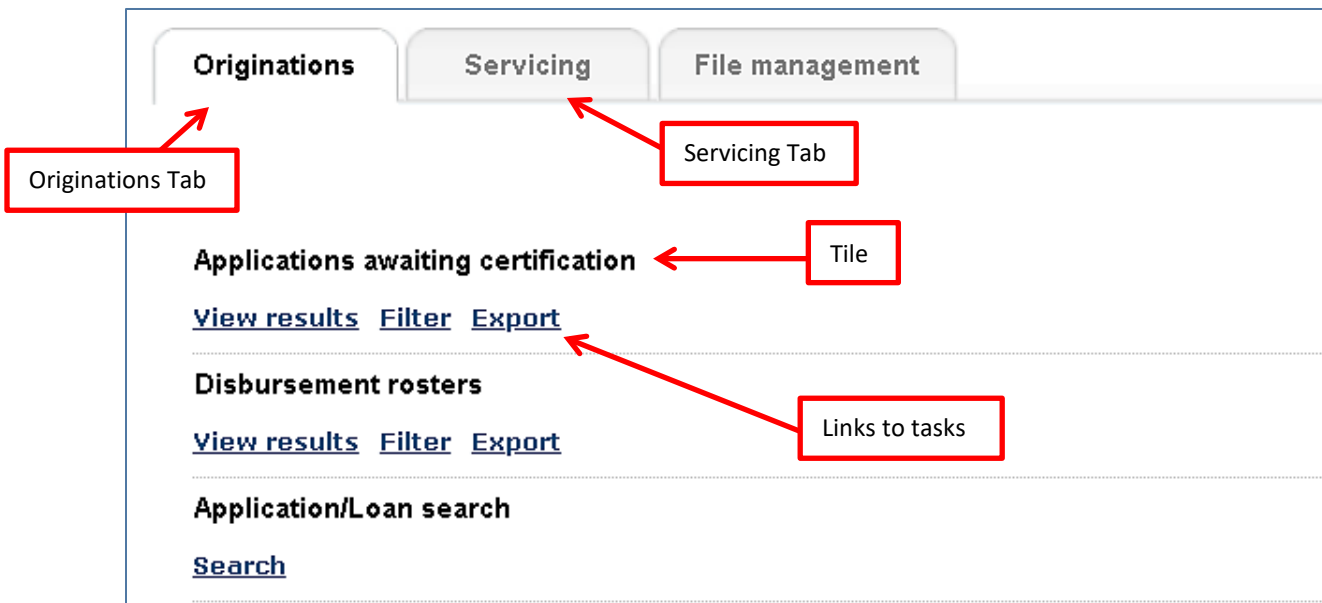 Originations Servicing File management
Servicing Tab
Originations Tab
Applications awaiting certification
Tile
View results Filter Export
Disbursement rosters
Links to tasks
View results Filter Export
Application/Loan search
Search